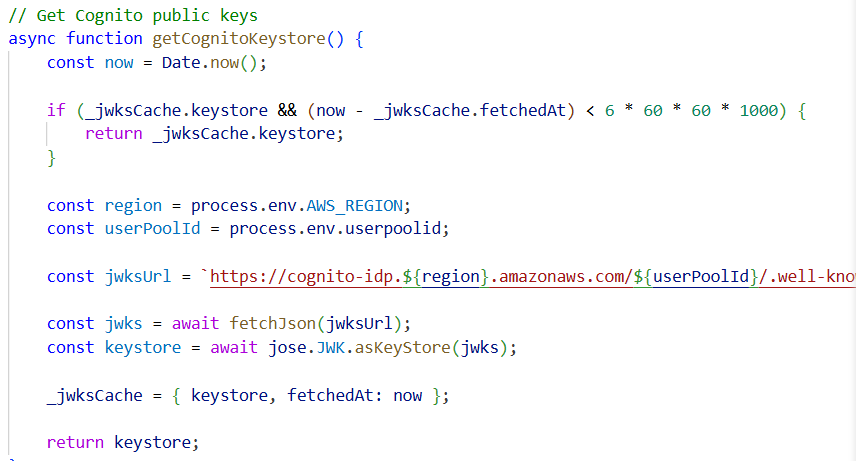 // Get Cognito public keys
async function getCognitoKeystore() {
const now = Date.now();
if (_jwksCache.keystore && (now - _jwksCache.fetchedAt) < 6 * 60 * 60 * 1000) {
return _jwksCache.keystore;
}
const region = process.env.AWS_REGION;
const userPoolId = process.env.userpoolid;
const jwksUrl = `https://cognito-idp.${region}.amazonaws.com/${userPoolId}/.well-kno
const jwks = await fetchJson(jwksUrl);
const keystore = await jose.JWK.asKeyStore(jwks);
_jwksCache = { keystore, fetchedAt: now };
return keystore;